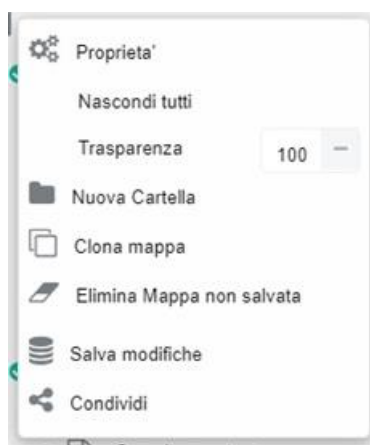 Proprieta'
Nascondi tutti
Trasparenza 100 −
Nuova Cartella
Clona mappa
Elimina Mappa non salvata
Salva modifiche
Condividi